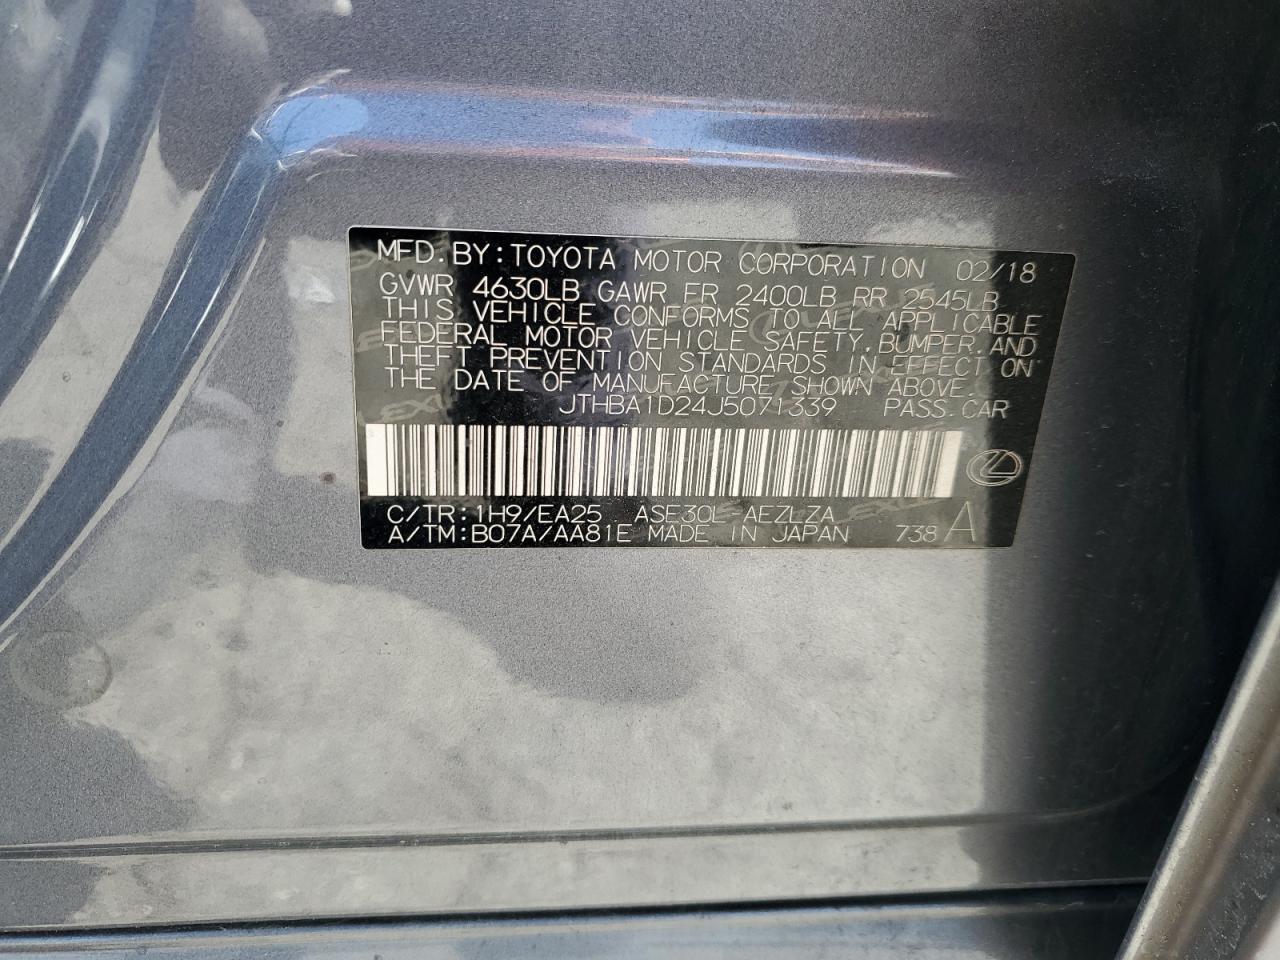 MFD. BY: TOYOTA MOTOR CORPORATION 02/18
GVWR 4630LB GAWR FR 2400LB RR 2545LB
THIS VEHICLE CONFORMS TO ALL APPLICABLE
FEDERAL MOTOR VEHICLE SAFETY, BUMPER, AND
THEFT PREVENTION STANDARDS IN EFFECT ON
THE DATE OF MANUFACTURE SHOWN ABOVE.
JTHBA1D24J5071339 PASS.CAR
C/TR: 1H9/EA25 ASE30L-AEZLZA
A/TM: B07A/AA81E MADE IN JAPAN 738 A